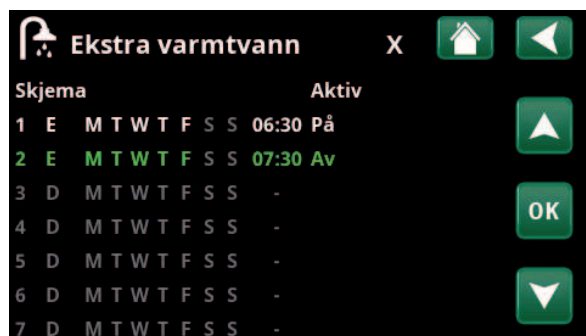 Ekstra varmtvann X
Skjema Aktiv
1 E M T W T F S S 06:30 På
2 E M T W T F S S 07:30 Av
3 D M T W T F S S -
4 D M T W T F S S -
OK
5 D M T W T F S S -
6 D M T W T F S S -
7 D M T W T F S S -